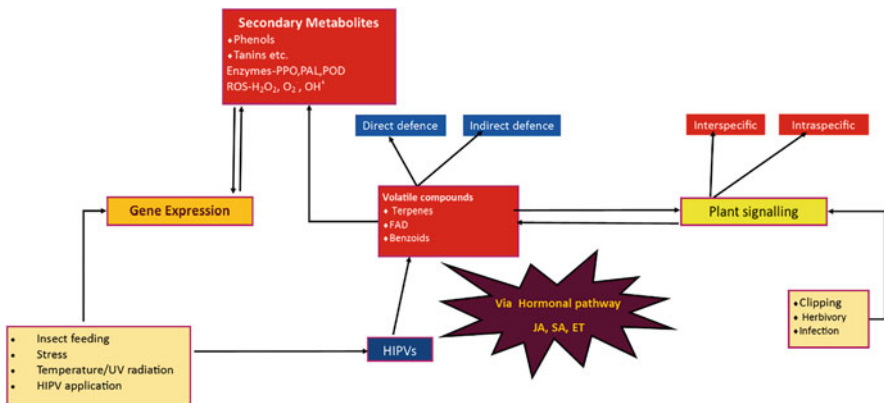 Secondary Metabolites
♦Phenols
♦Tanins etc.
Enzymes-PPO,PAL,POD
ROS-H₂O₂, O₂⁻, OH⁺
Direct defence
Indirect defence
Interspecific
Intraspecific
Gene Expression
Volatile compounds
♦ Terpenes
♦FAD
♦Benzoids
Plant signalling
Via Hormonal pathway
JA, SA, ET
♦Clipping
♦ Herbivory
♦Infection
• Insect feeding
• Stress
• Temperature/UV radiation
• HIPV application
HIPVs